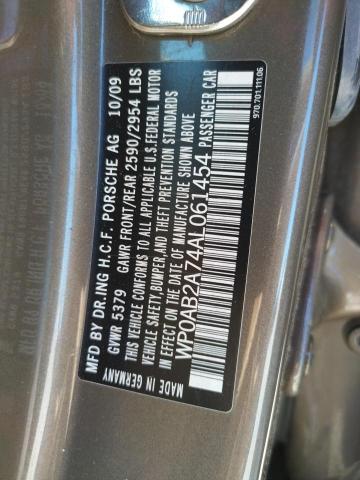 MFD BY DR.ING H.C.F. PORSCHE AG 10/09
GVWR 5379 GAWR FRONT/REAR 2590/2954 LBS
THIS VEHICLE CONFORMS TO ALL APPLICABLE U.S.FEDERAL MOTOR
VEHICLE SAFETY,BUMPER,AND THEFT PREVENTION STANDARDS
IN EFFECT ON THE DATE OF MANUFACTURE SHOWN ABOVE
WP0AB2A74AL061454 PASSENGER CAR
MADE IN GERMANY
970.701.111.06